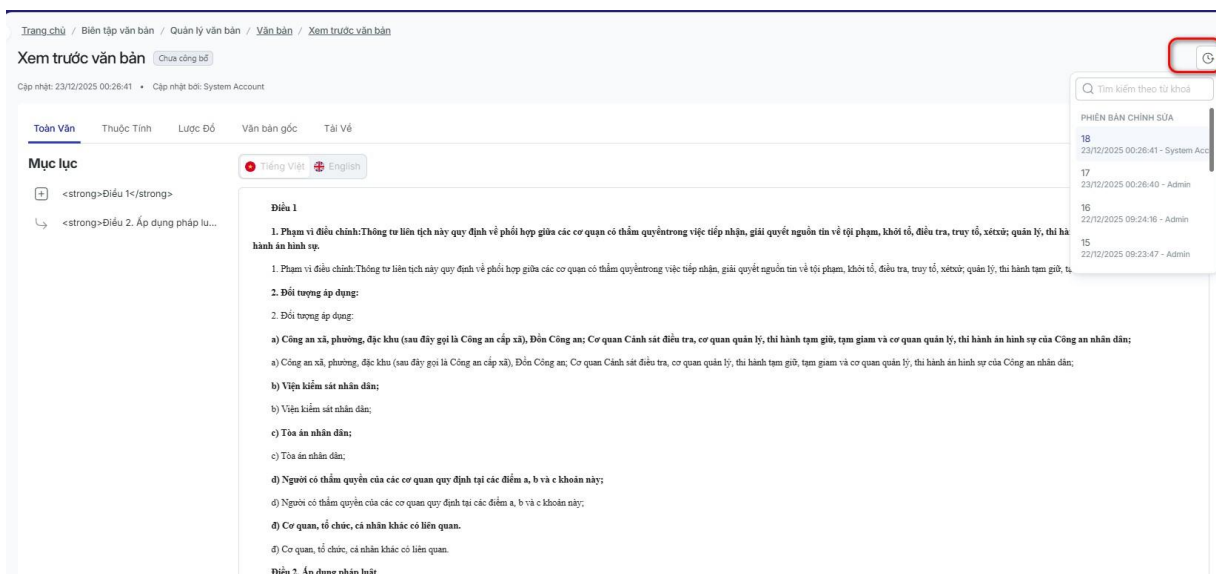 Trang chủ / Biên tập văn bản / Quản lý văn bản / Văn bản / Xem trước văn bản
Xem trước văn bản Chưa công bố
Cập nhật: 23/12/2025 00:26:41 • Cập nhật bởi: System Account
Tìm kiếm theo từ khoá
PHIÊN BẢN CHỈNH SỬA
18
23/12/2025 00:26:41 - System Acc
17
23/12/2025 00:26:40 - Admin
16
22/12/2025 09:24:16 - Admin
15
22/12/2025 09:23:47 - Admin
Toàn Văn Thuộc Tính Lược Đồ Văn bản gốc Tải Về
Mục lục
<strong>Điều 1</strong>
<strong>Điều 2. Áp dụng pháp lu...
Tiếng Việt English
Điều 1
1. Phạm vi điều chỉnh:Thông tư liên tịch này quy định về phối hợp giữa các cơ quan có thẩm quyềntrong việc tiếp nhận, giải quyết nguồn tin về tội phạm, khởi tố, điều tra, truy tố, xétxử; quản lý, thi hà
hành án hình sự.
1. Phạm vi điều chỉnh:Thông tư liên tịch này quy định về phối hợp giữa các cơ quan có thẩm quyềntrong việc tiếp nhận, giải quyết nguồn tin về tội phạm, khởi tố, điều tra, truy tố, xétxử; quản lý, thi hành tạm giữ,
2. Đối tượng áp dụng:
2. Đối tượng áp dụng:
a) Công an xã, phường, đặc khu (sau đây gọi là Công an cấp xã), Đồn Công an; Cơ quan Cảnh sát điều tra, cơ quan quản lý, thi hành tạm giữ, tạm giam và cơ quan quản lý, thi hành án hình sự của Công an nhân dân;
a) Công an xã, phường, đặc khu (sau đây gọi là Công an cấp xã), Đồn Công an; Cơ quan Cảnh sát điều tra, cơ quan quản lý, thi hành tạm giữ, tạm giam và cơ quan quản lý, thi hành án hình sự của Công an nhân dân;
b) Viện kiểm sát nhân dân;
b) Viện kiểm sát nhân dân;
c) Tòa án nhân dân;
c) Tòa án nhân dân;
d) Người có thẩm quyền của các cơ quan quy định tại các điểm a, b và c khoản này;
d) Người có thẩm quyền của các cơ quan quy định tại các điểm a, b và c khoản này;
đ) Cơ quan, tổ chức, cá nhân khác có liên quan.
đ) Cơ quan, tổ chức, cá nhân khác có liên quan.
Điều 2. Áp dụng pháp luật